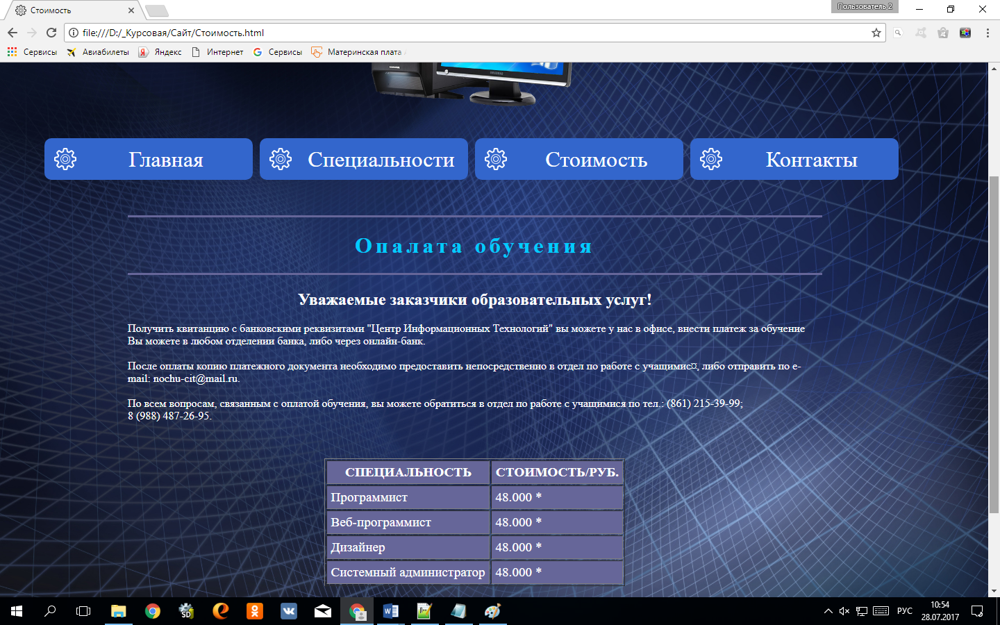 Стоимость
Пользователь 2
file:///D:/_Курсовая/Сайт/Стоимость.html
Сервисы
Авиабилеты
Яндекс
Интернет
Сервисы
Материнская плата
Главная
Специальности
Стоимость
Контакты
Опалата обучения
Уважаемые заказчики образовательных услуг!
Получить квитанцию с банковскими реквизитами "Центр Информационных Технологий" вы можете у нас в офисе, внести платеж за обучение
Вы можете в любом отделении банка, либо через онлайн-банк.
После оплаты копию платежного документа необходимо предоставить непосредственно в отдел по работе с учащимис¤, либо отправить по e-
mail: nochu-cit@mail.ru.
По всем вопросам, связанным с оплатой обучения, вы можете обратиться в отдел по работе с учащимися по тел.: (861) 215-39-99;
8 (988) 487-26-95.
СПЕЦИАЛЬНОСТЬ СТОИМОСТЬ/РУБ.
Программист 48.000 *
Веб-программист 48.000 *
Дизайнер 48.000 *
Системный администратор 48.000 *
SD
РУС
10:54
28.07.2017